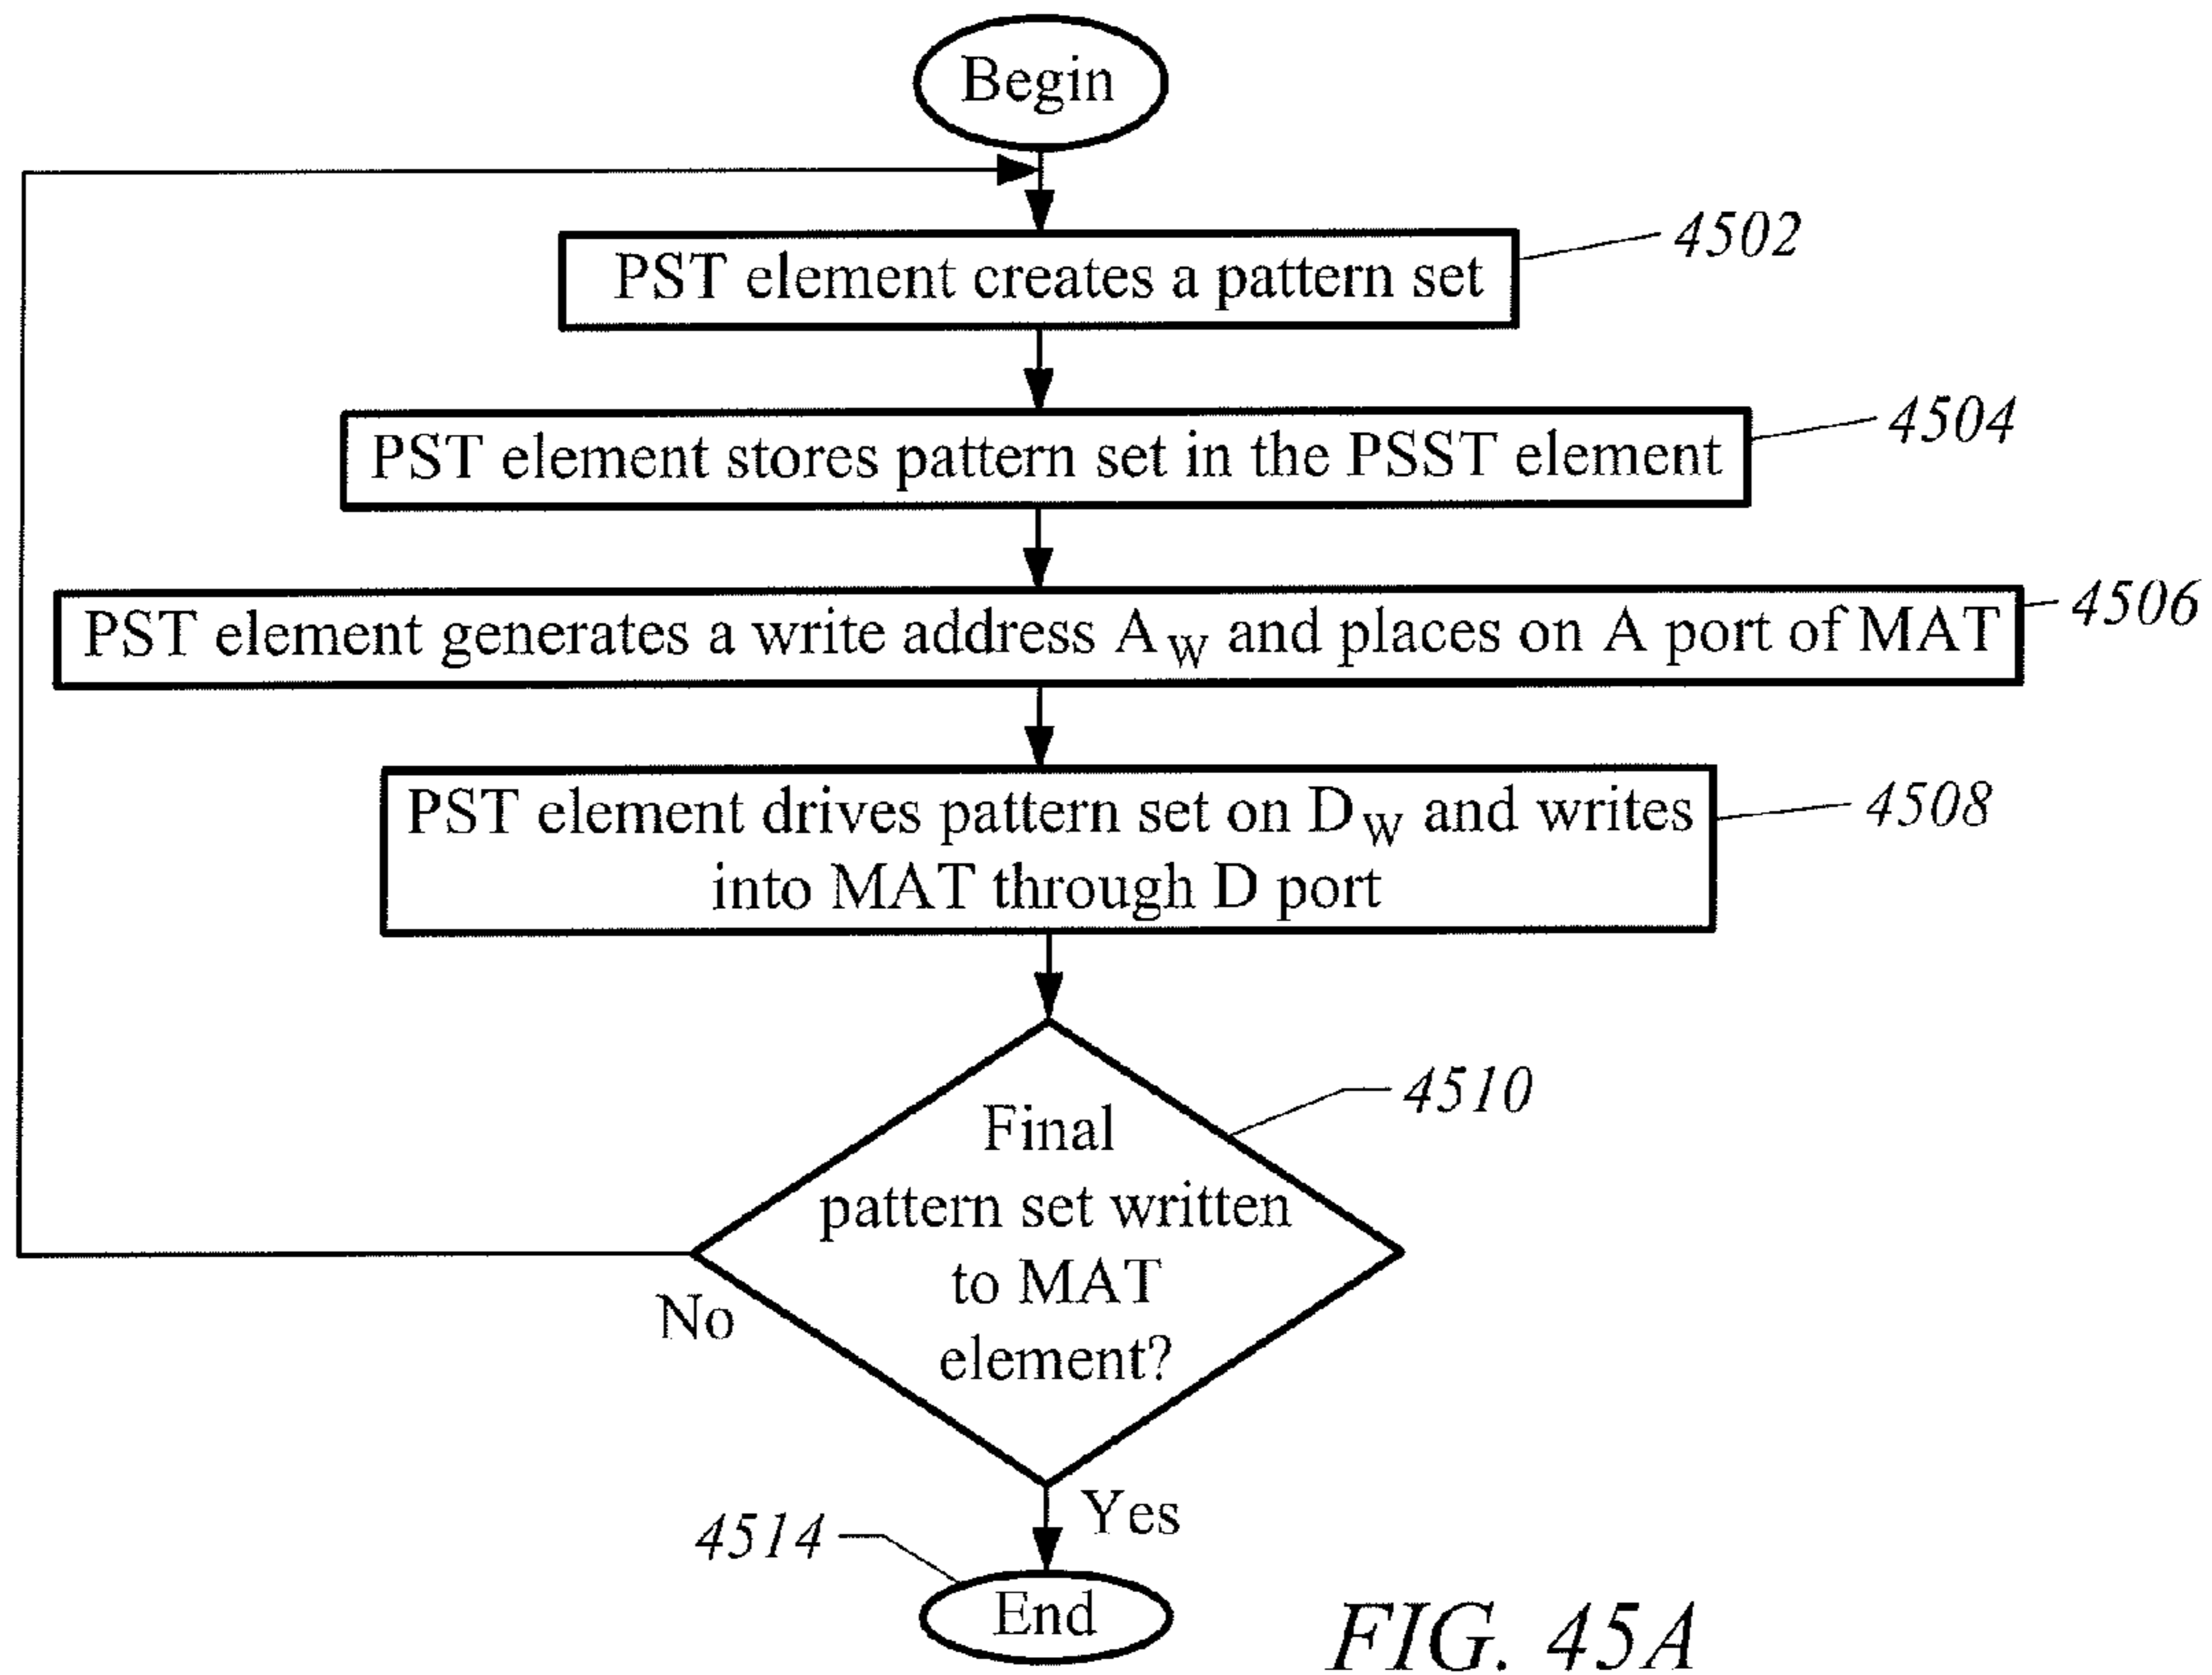 Begin
4502
PST element creates a pattern set
4504
PST element stores pattern set in the PSST element
4506
PST element generates a write address AW and places on A port of MAT
4508
PST element drives pattern set on DW and writes
into MAT through D port
4510
Final
pattern set written
to MAT
element?
No
Yes
4514
End
FIG. 45A